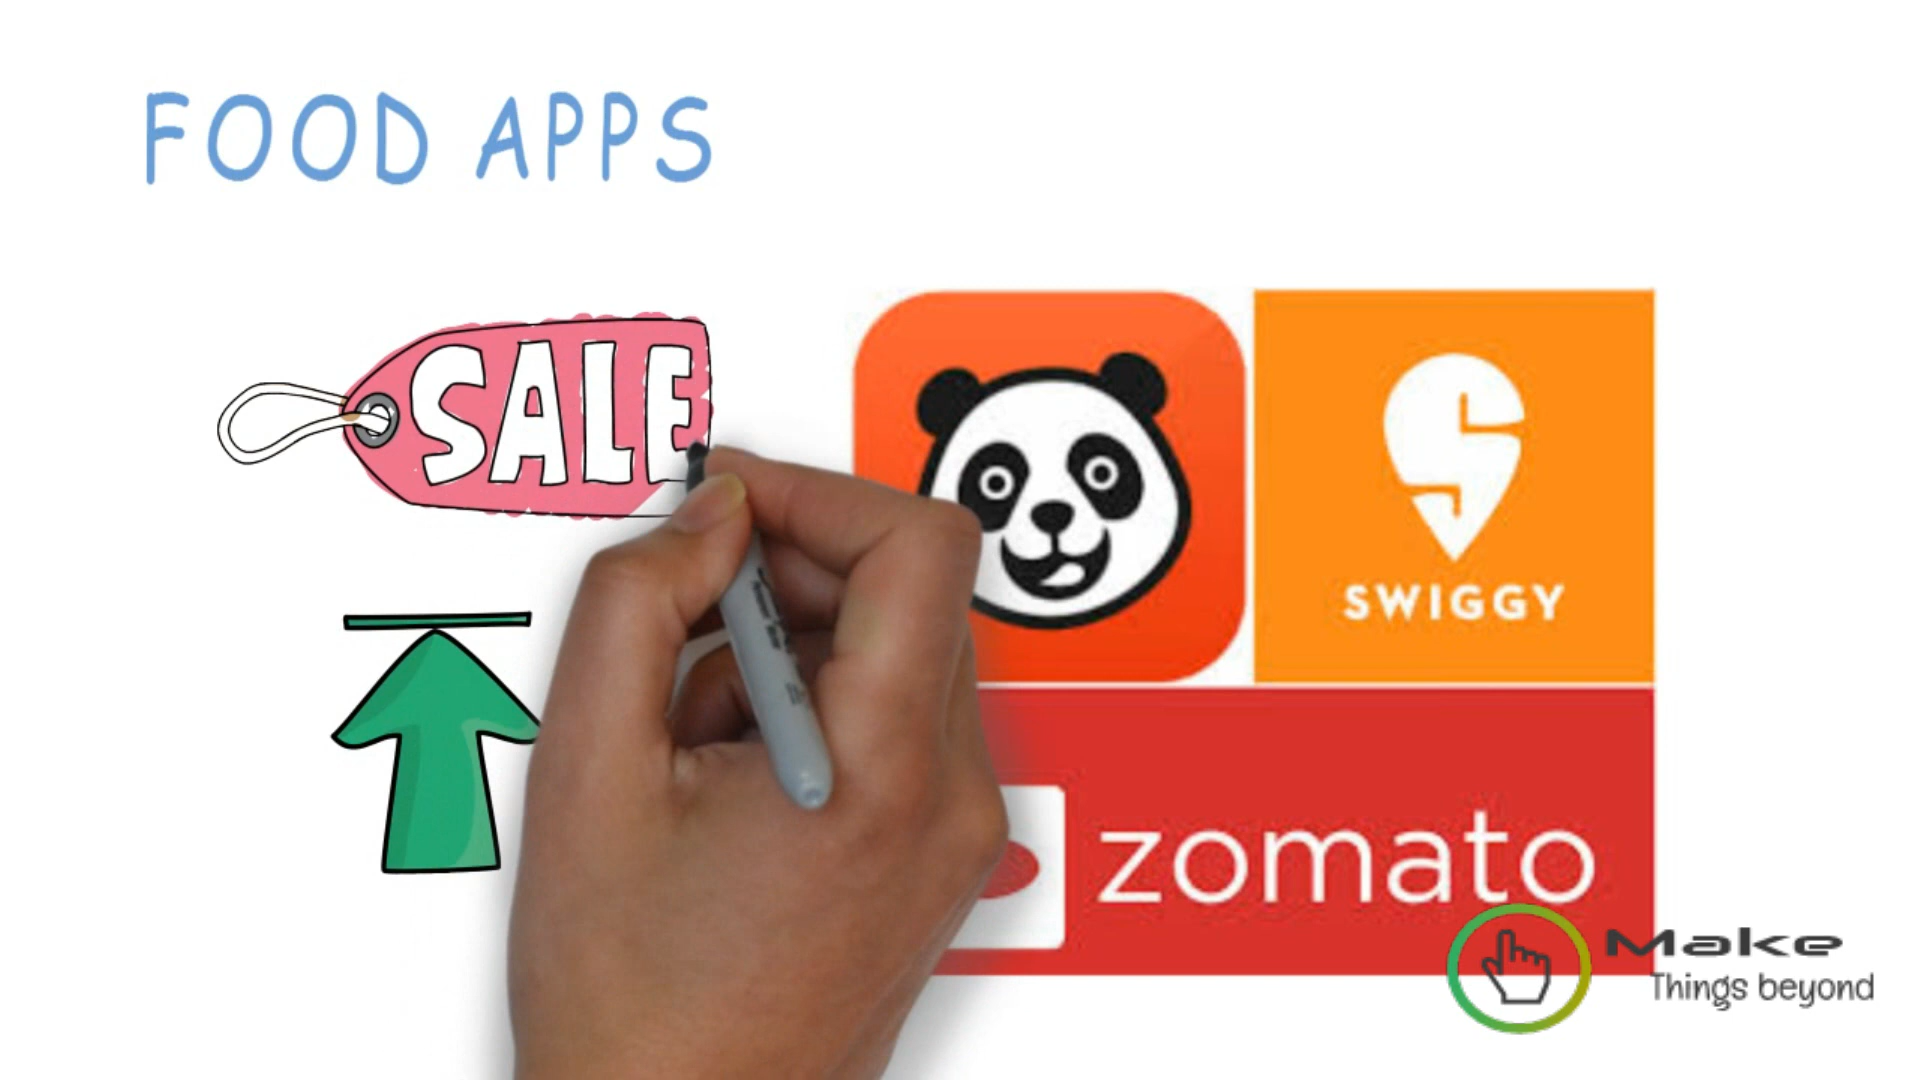 FOOD APPS
SALE
SWIGGY
zomato
Make
Things beyond